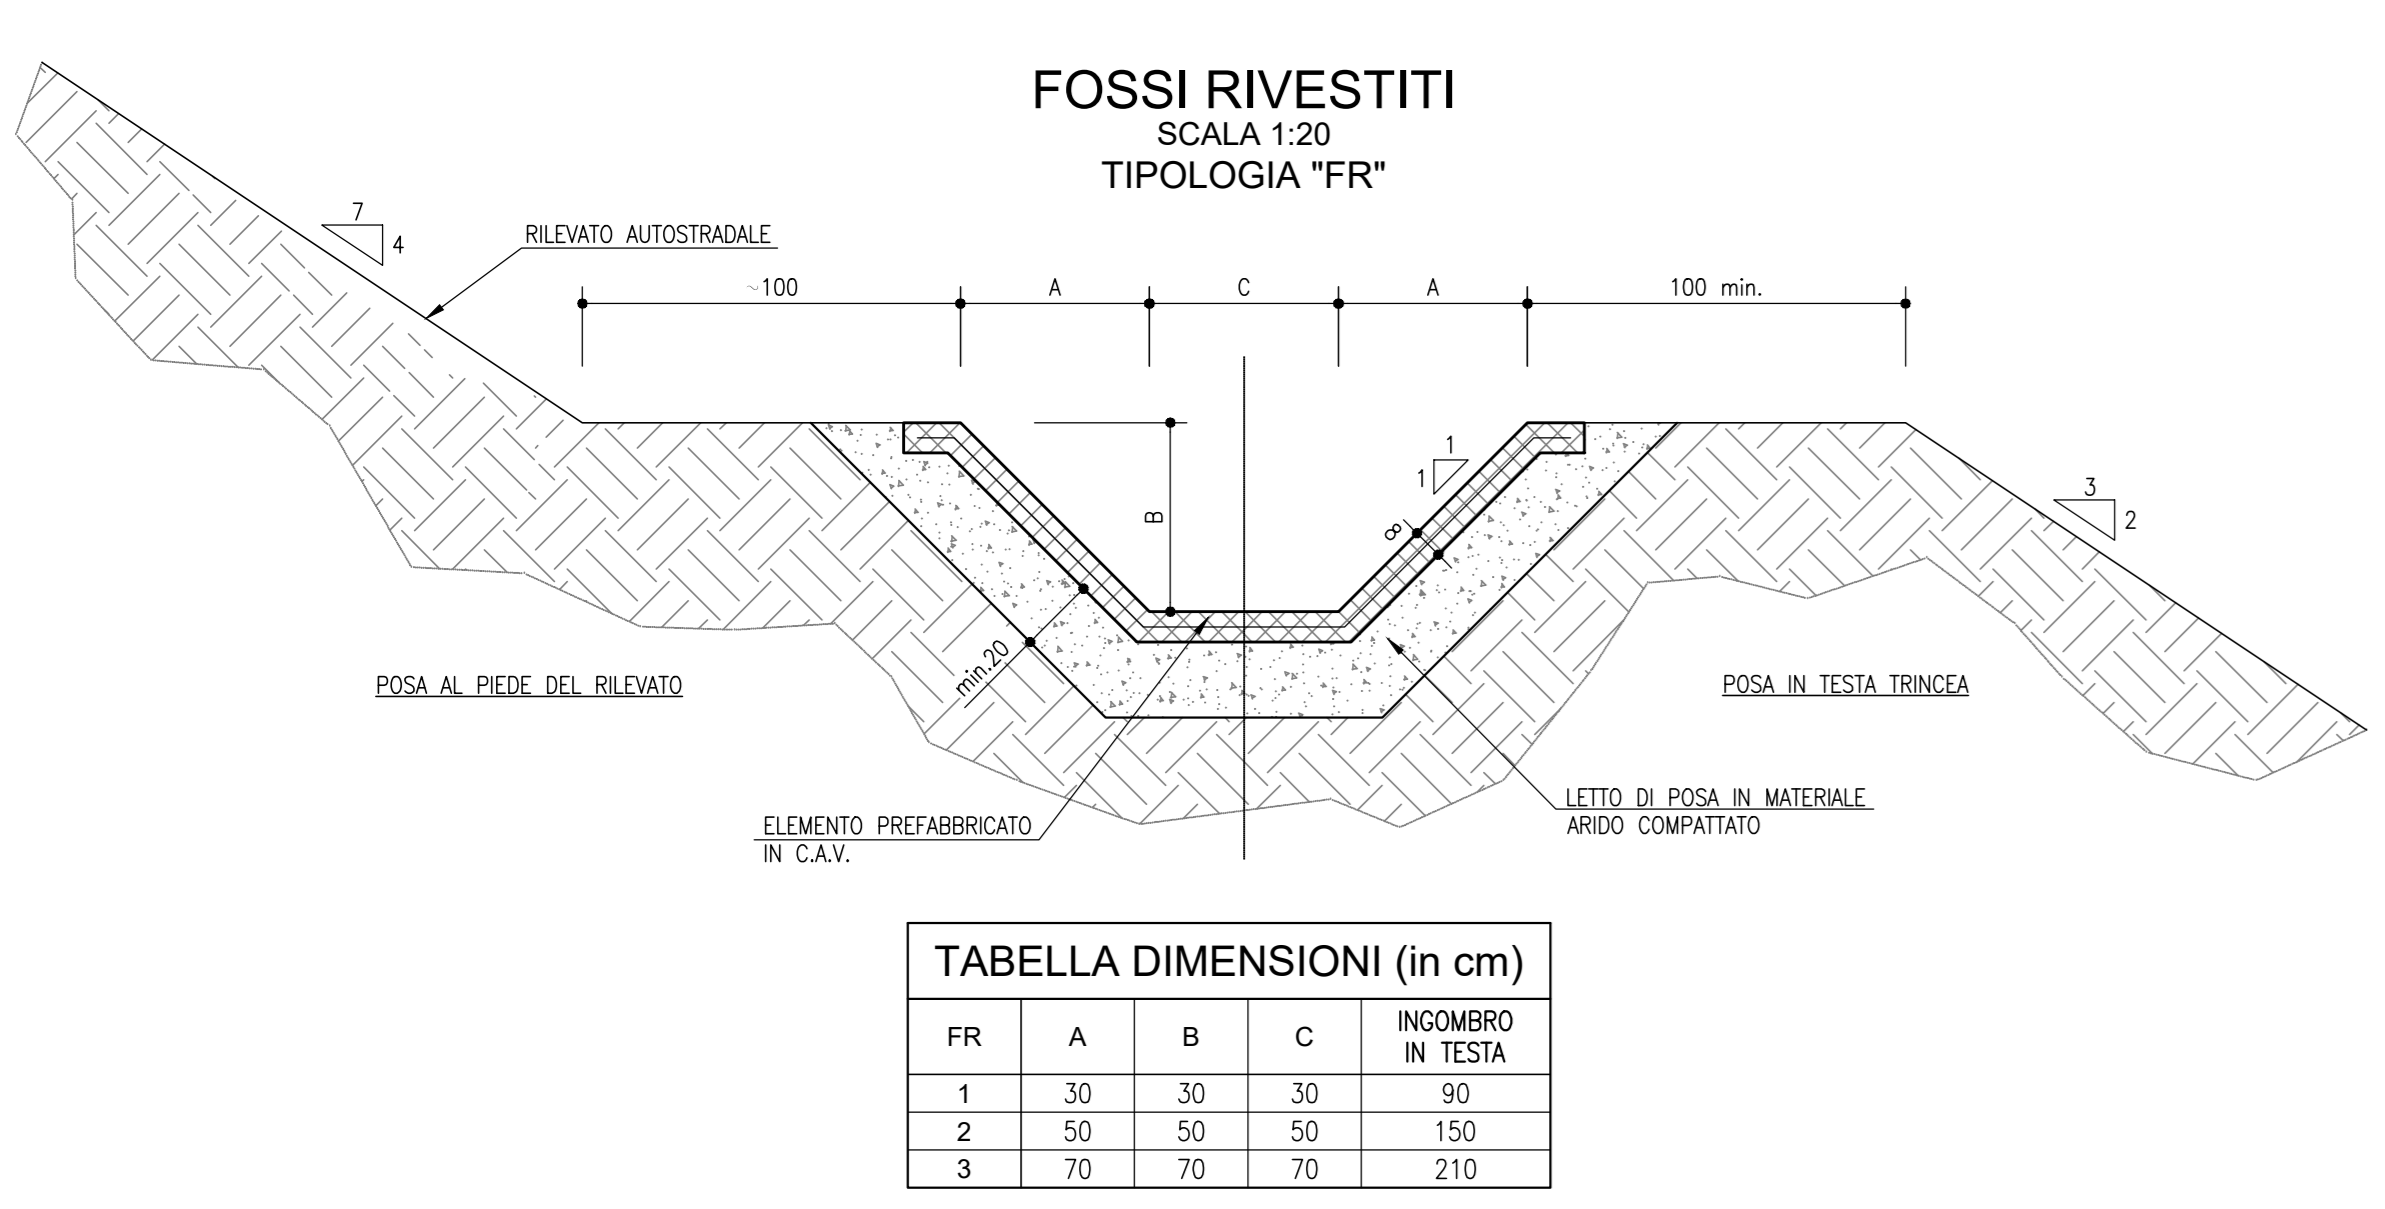 FOSSI RIVESTITI
SCALA 1:20
TIPOLOGIA "FR"
7
4
RILEVATO AUTOSTRADALE
~100
A
C
A
100 min.
1
1
B
8
3
2
min.20
POSA AL PIEDE DEL RILEVATO
POSA IN TESTA TRINCEA
ELEMENTO PREFABBRICATO
IN C.A.V.
LETTO DI POSA IN MATERIALE
ARIDO COMPATTATO
TABELLA DIMENSIONI (in cm)
FR A B C INGOMBRO
IN TESTA
1 30 30 30 90
2 50 50 50 150
3 70 70 70 210